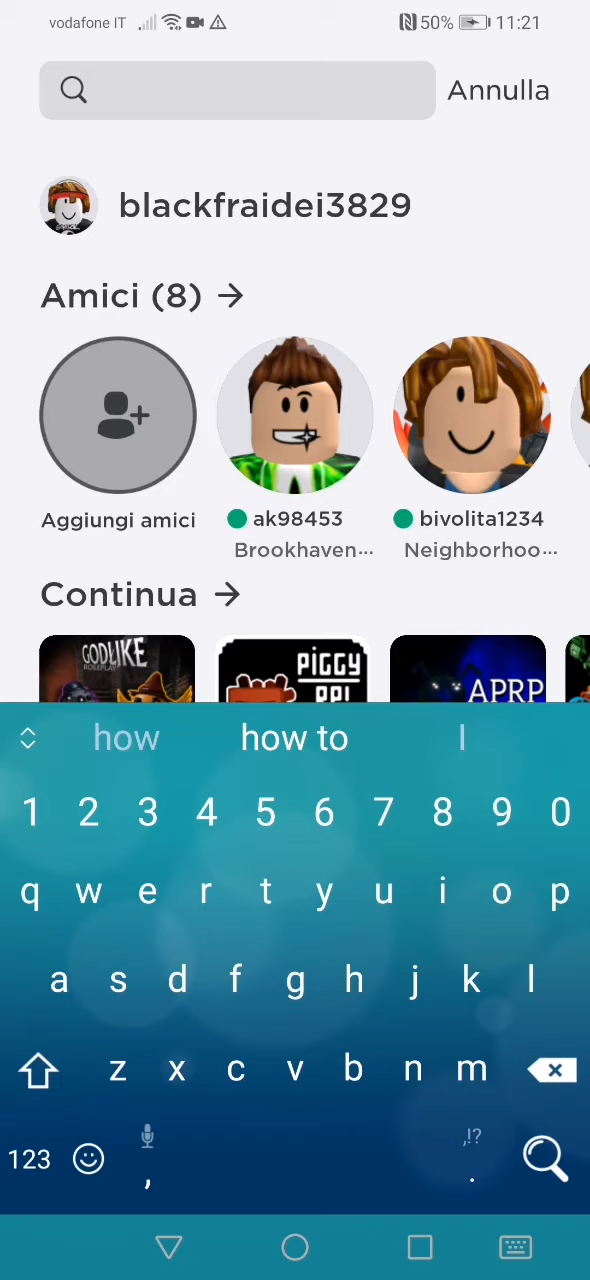 vodafone IT 50% 11:21
Annulla
blackfraidei3829
Amici (8) →
Aggiungi amici
ak98453
Brookhaven...
bivolita1234
Neighborhoo...
Continua →
GODLIKE
ROLEPLAY
PIGGY
RP!
APRP
how how to I
1 2 3 4 5 6 7 8 9 0
q w e r t y u i o p
a s d f g h j k l
z x c v b n m
123 , ,!? .